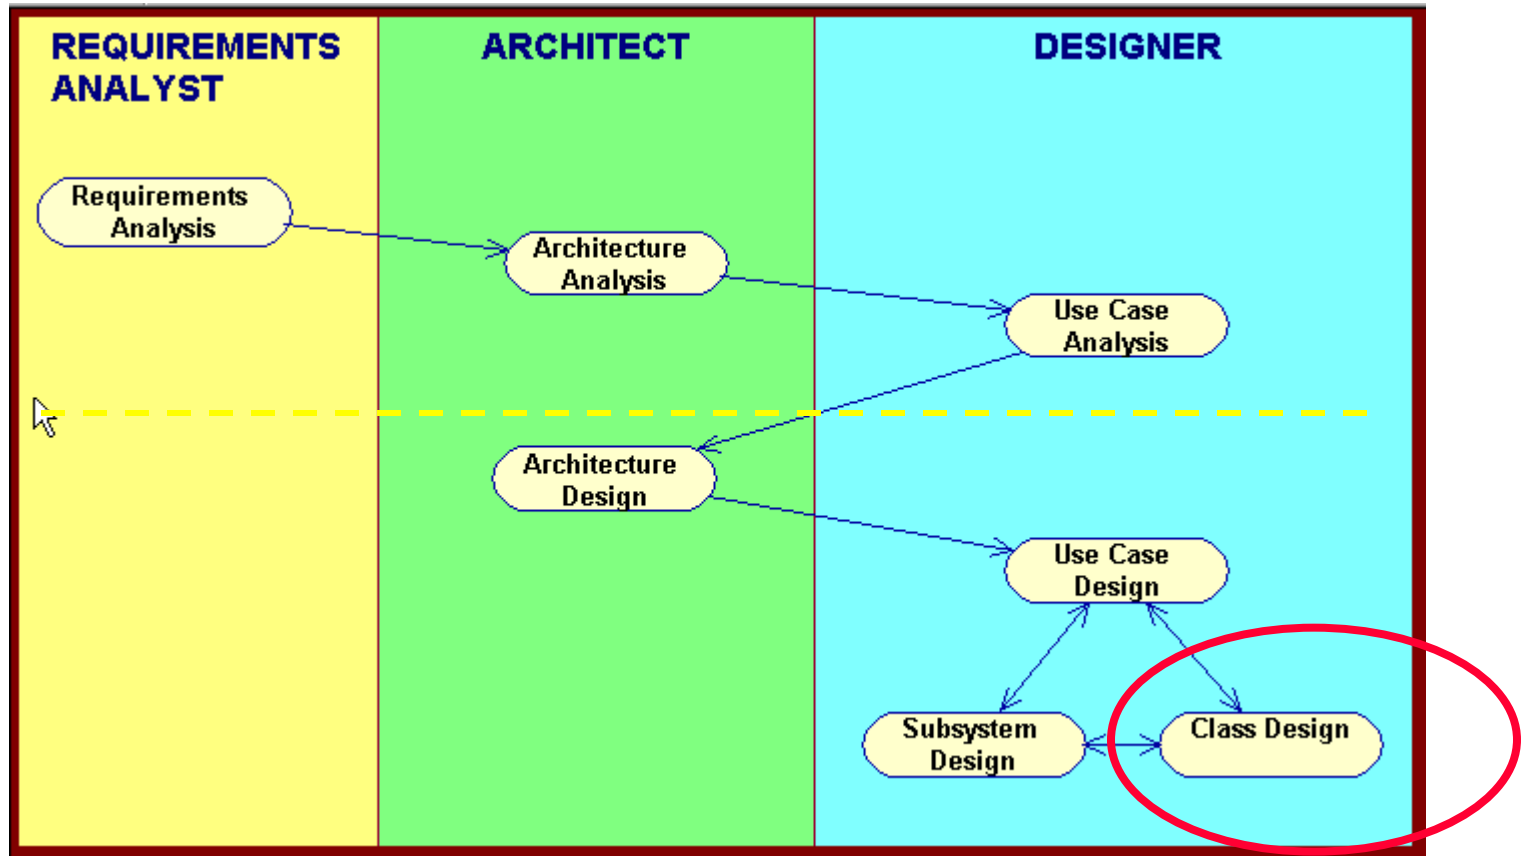 REQUIREMENTS
ANALYST
ARCHITECT
DESIGNER
Requirements
Analysis
Architecture
Analysis
Use Case
Analysis
Architecture
Design
Use Case
Design
Subsystem
Design
Class Design